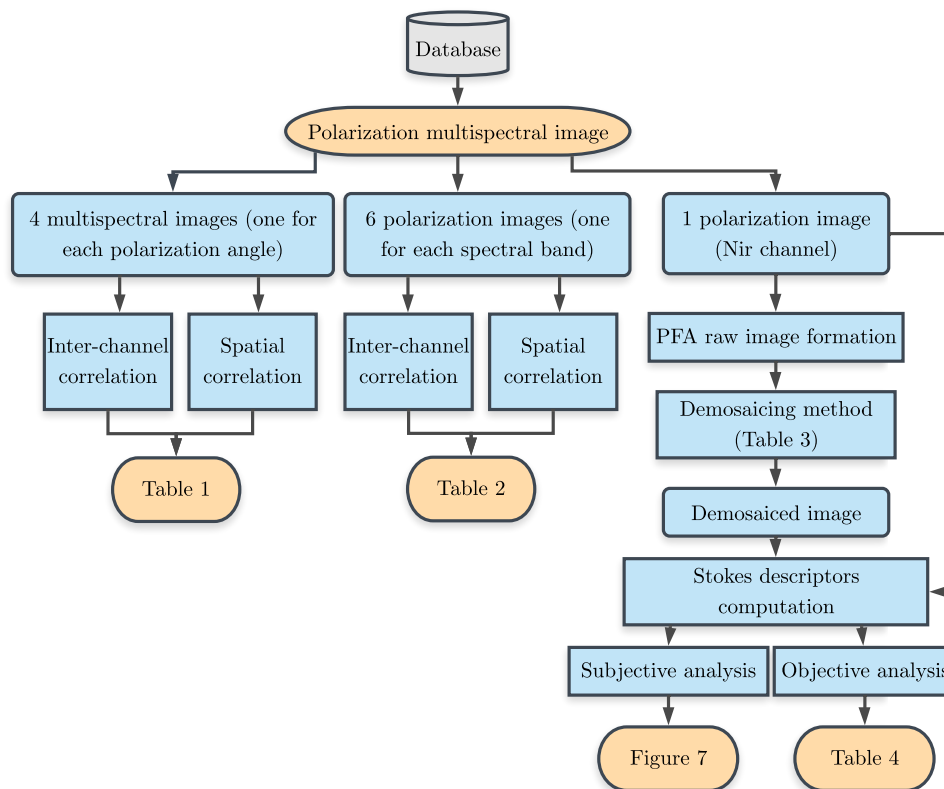 Database
Polarization multispectral image
4 multispectral images (one for
each polarization angle)
6 polarization images (one
for each spectral band)
1 polarization image
(Nir channel)
Inter-channel
correlation
Spatial
correlation
Inter-channel
correlation
Spatial
correlation
PFA raw image formation
Demosaicing method
(Table 3)
Table 1
Table 2
Demosaiced image
Stokes descriptors
computation
Subjective analysis
Objective analysis
Figure 7
Table 4